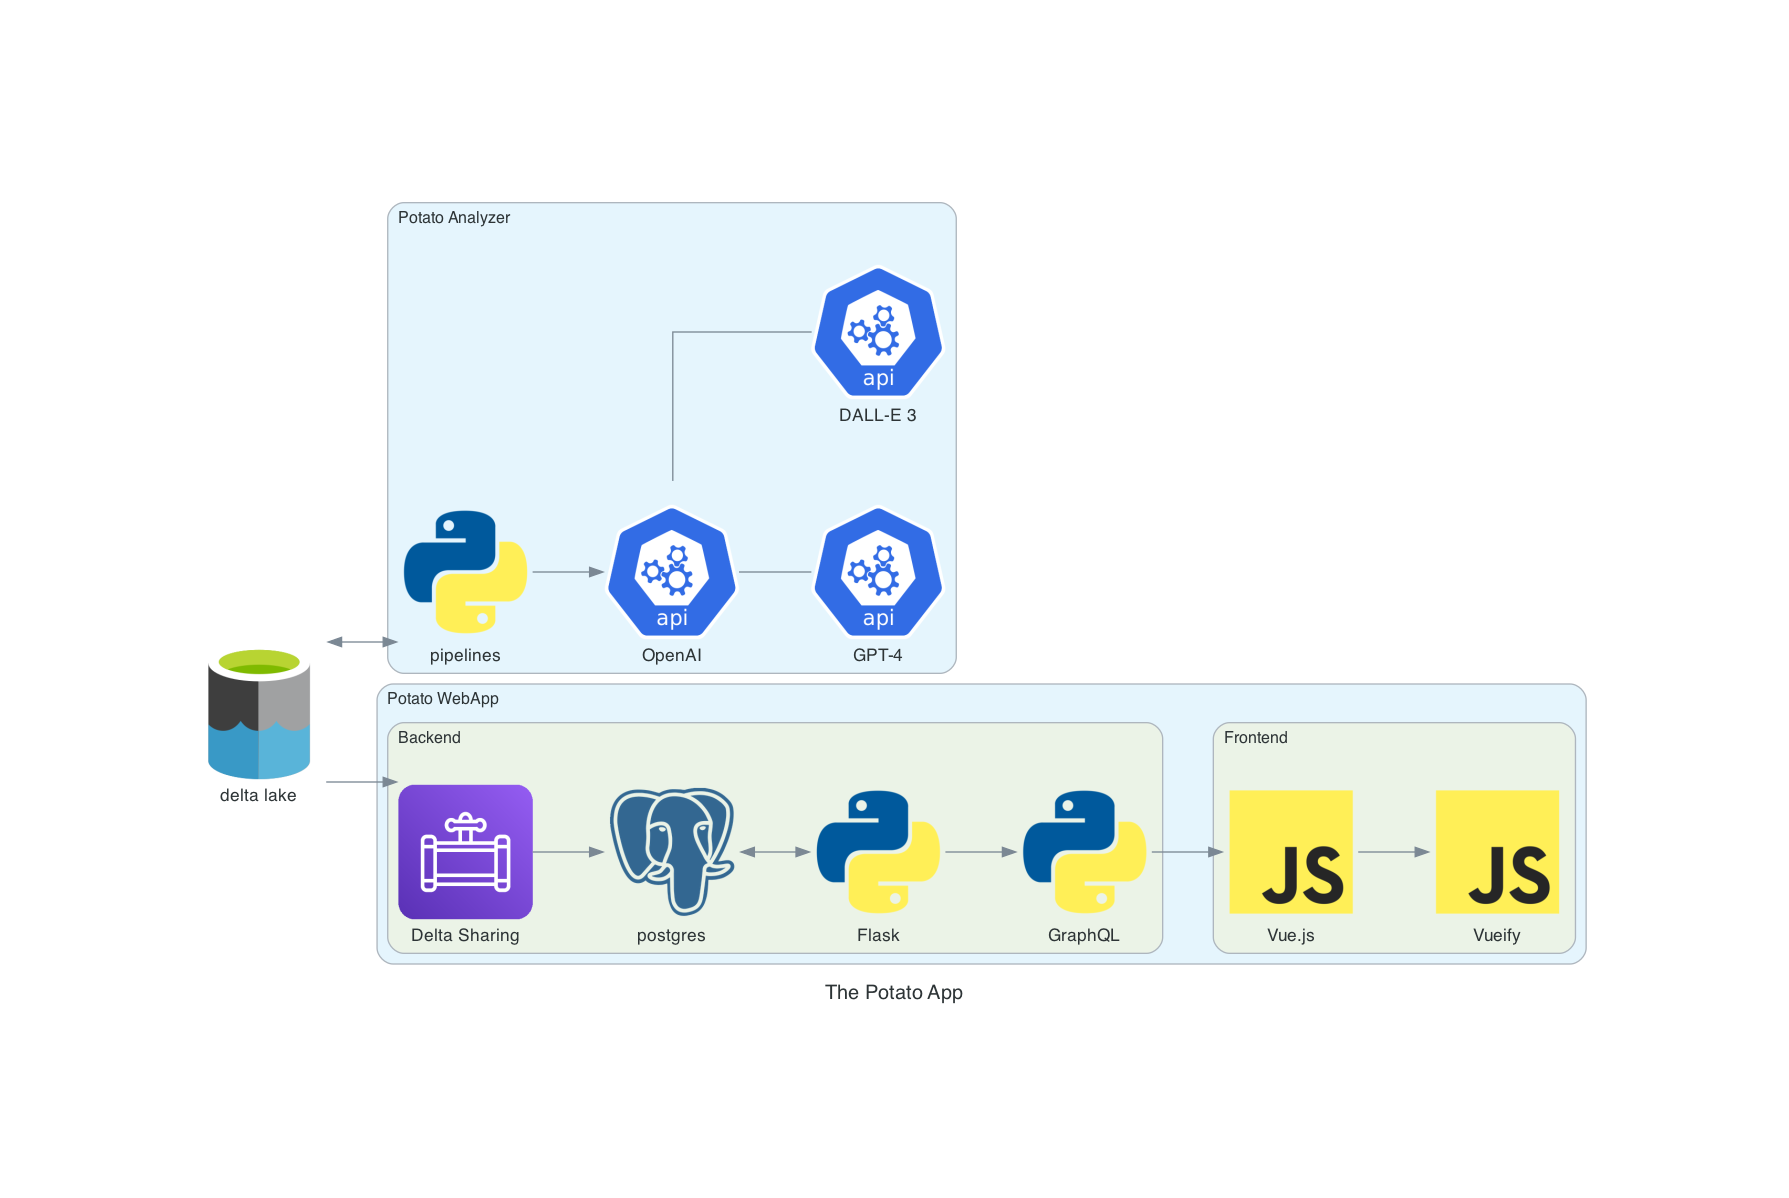 Potato Analyzer
api
DALL-E 3
api
api
pipelines
OpenAI
GPT-4
delta lake
Potato WebApp
Backend
Frontend
JS
JS
Delta Sharing
postgres
Flask
GraphQL
Vue.js
Vueify
The Potato App